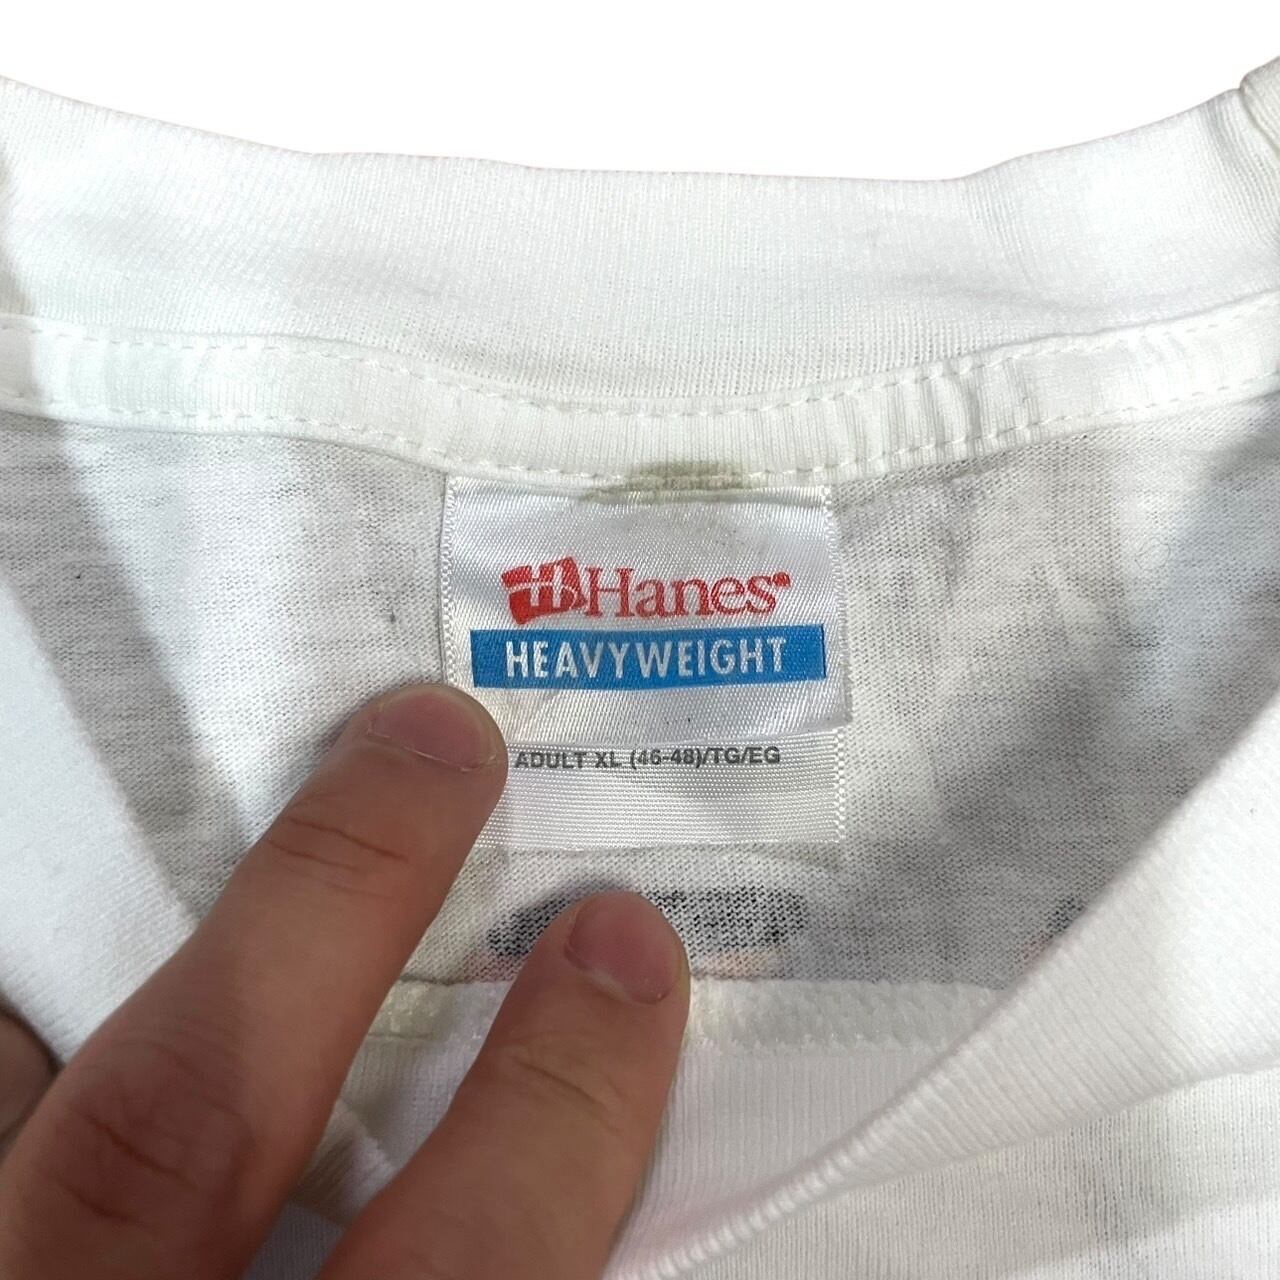 Hanes
HEAVYWEIGHT
ADULT XL (46-48)/TG/EG